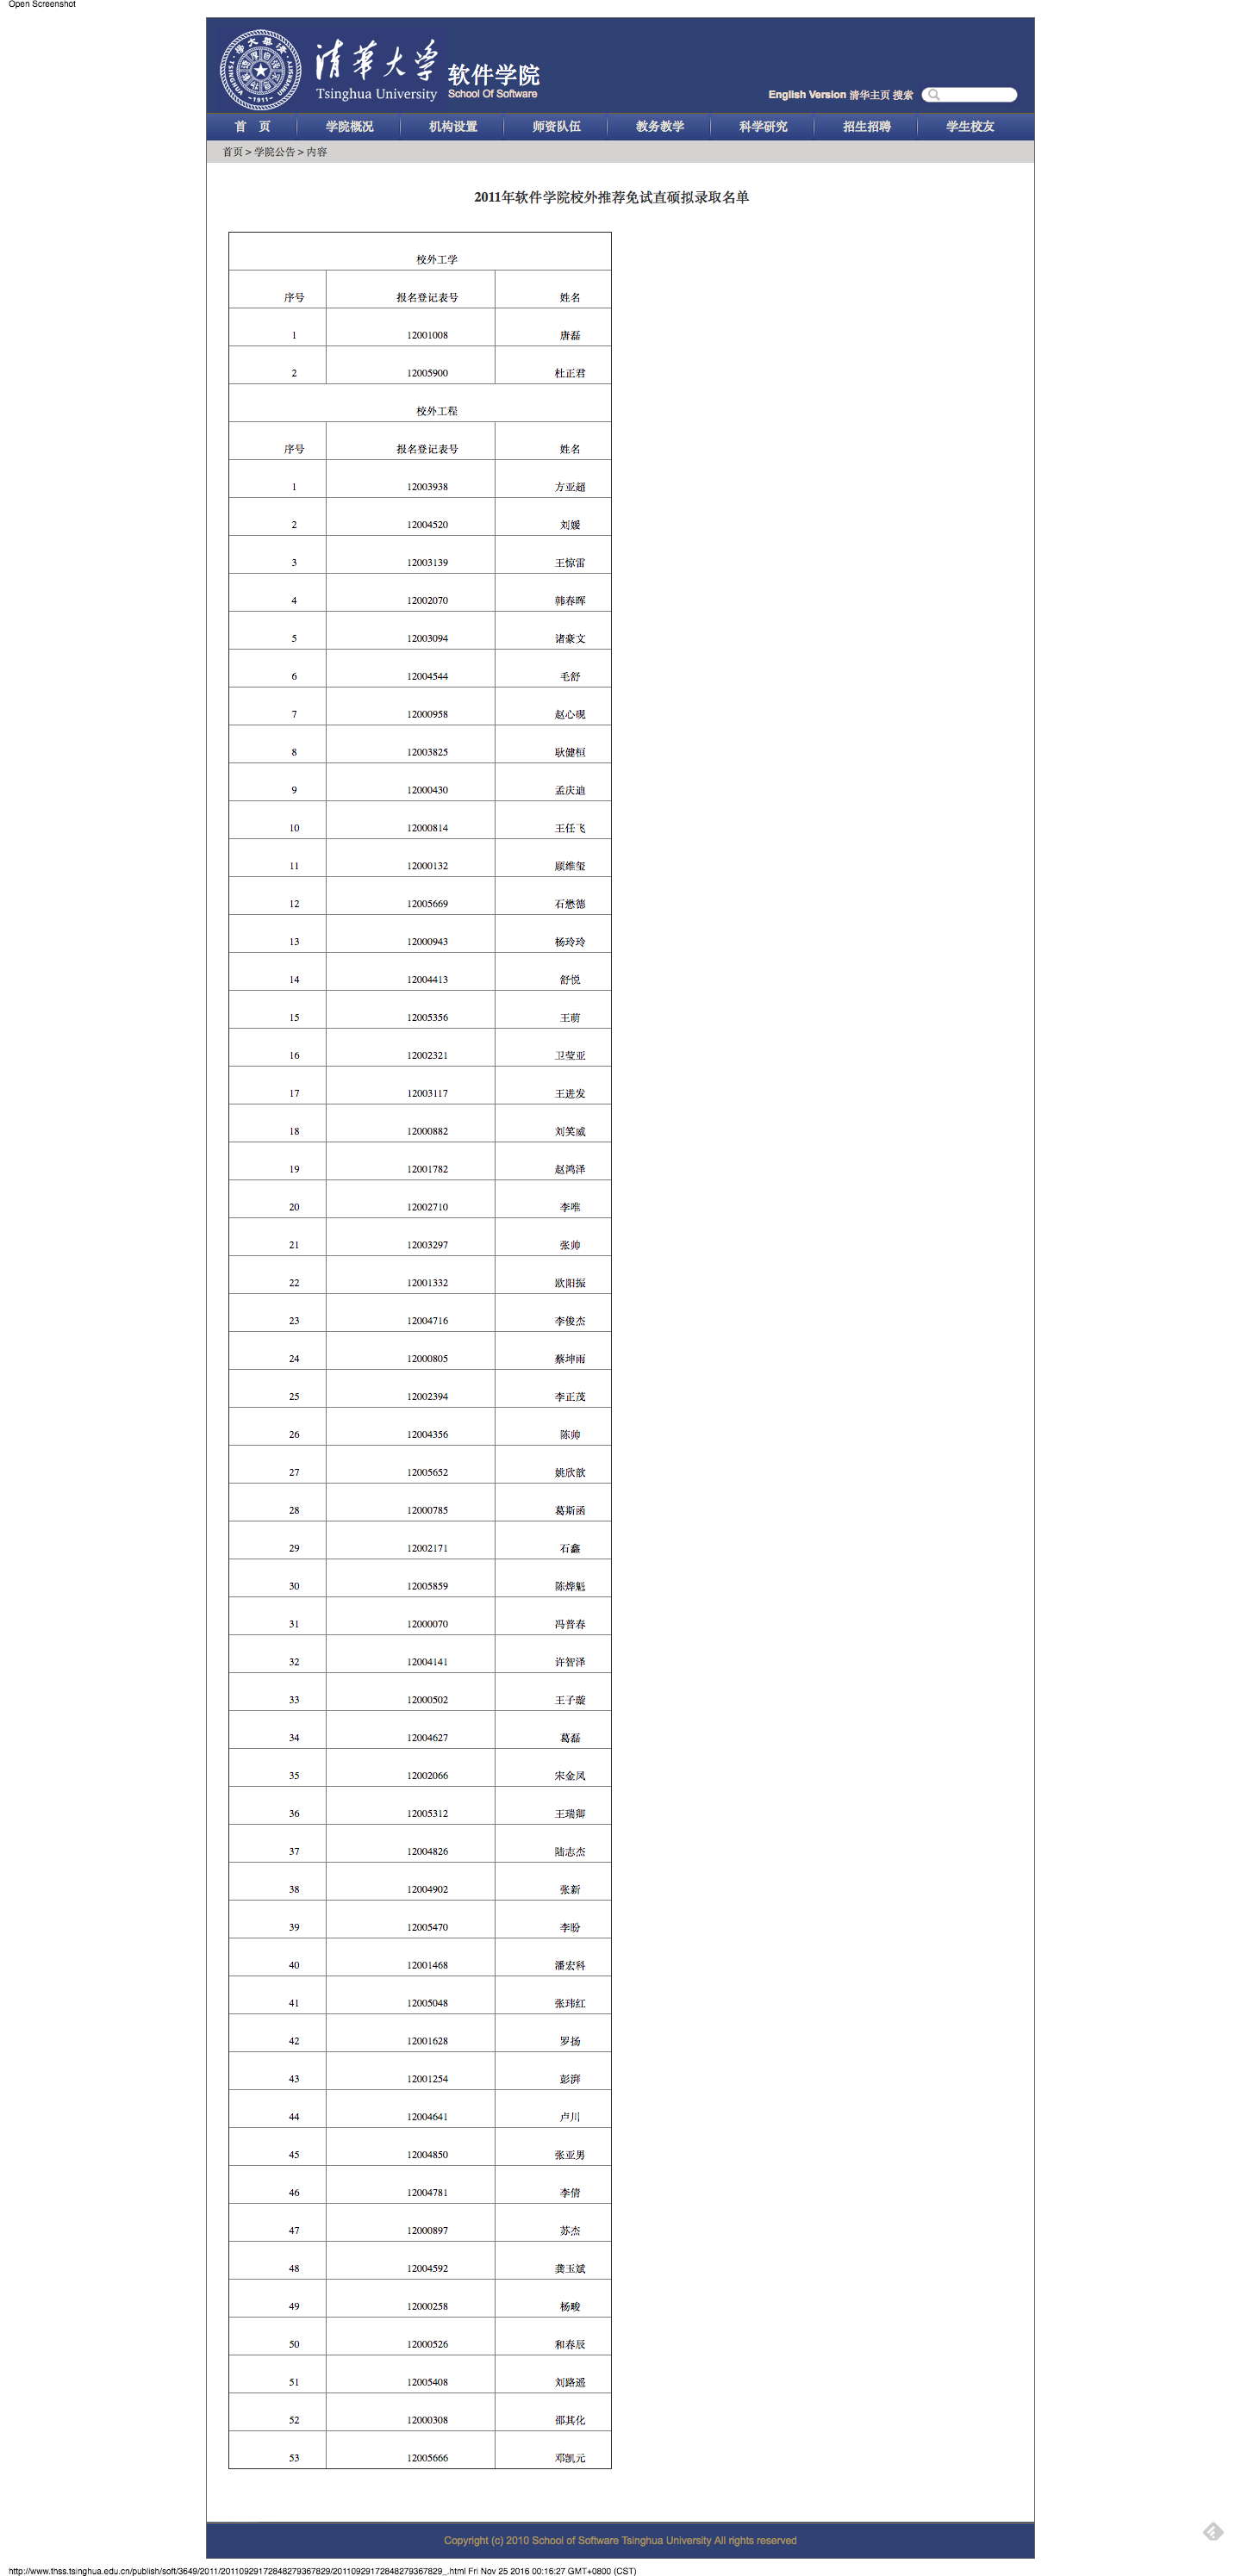 Open Screenshot
清华大学 软件学院
Tsinghua University School Of Software
English Version 清华主页 搜索
首 页 学院概况 机构设置 师资队伍 教务教学 科学研究 招生招聘 学生校友
首页 > 学院公告 > 内容
2011年软件学院校外推荐免试直硕拟录取名单
校外工学
序号 报名登记表号 姓名
1 12001008 唐磊
2 12005900 杜正君
校外工程
序号 报名登记表号 姓名
1 12003938 方亚超
2 12004520 刘媛
3 12003139 王惊雷
4 12002070 韩春晖
5 12003094 诸豪文
6 12004544 毛舒
7 12000958 赵心砚
8 12003825 耿健桓
9 12000430 孟庆迪
10 12000814 王任飞
11 12000132 顾维玺
12 12005669 石懋德
13 12000943 杨玲玲
14 12004413 舒悦
15 12005356 王萌
16 12002321 卫莹亚
17 12003117 王进发
18 12000882 刘笑威
19 12001782 赵鸿泽
20 12002710 李唯
21 12003297 张帅
22 12001332 欧阳振
23 12004716 李俊杰
24 12000805 蔡坤雨
25 12002394 李正茂
26 12004356 陈帅
27 12005652 姚欣歆
28 12000785 葛斯函
29 12002171 石鑫
30 12005859 陈烨魁
31 12000070 冯普春
32 12004141 许智泽
33 12000502 王子璇
34 12004627 葛磊
35 12002066 宋金凤
36 12005312 王瑞卿
37 12004826 陆志杰
38 12004902 张新
39 12005470 李盼
40 12001468 潘宏科
41 12005048 张玮红
42 12001628 罗扬
43 12001254 彭湃
44 12004641 卢川
45 12004850 张亚男
46 12004781 李倩
47 12000897 苏杰
48 12004592 龚玉斌
49 12000258 杨畯
50 12000526 和春辰
51 12005408 刘路遥
52 12000308 邵其化
53 12005666 邓凯元
Copyright (c) 2010 School of Software Tsinghua University All rights reserved
http://www.thss.tsinghua.edu.cn/publish/soft/3649/2011/20110929172848279367829/20110929172848279367829_.html Fri Nov 25 2016 00:16:27 GMT+0800 (CST)